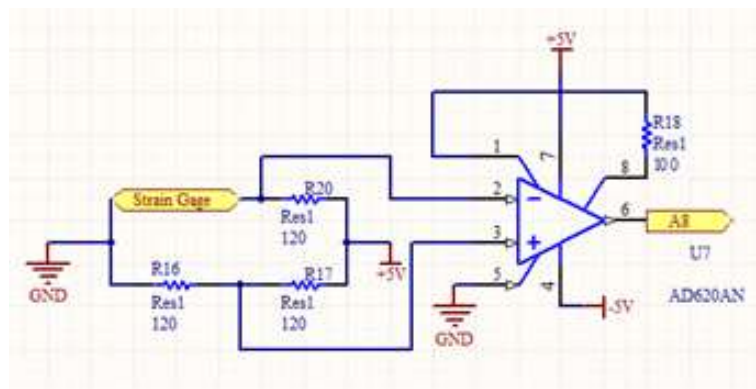 +5V
R18
Res1
100
1
7
8
2
3
5
4
6
A8
U7
AD620AN
-5V
GND
Strain Gage
R20
Res1
120
+5V
GND
R16
Res1
120
R17
Res1
120